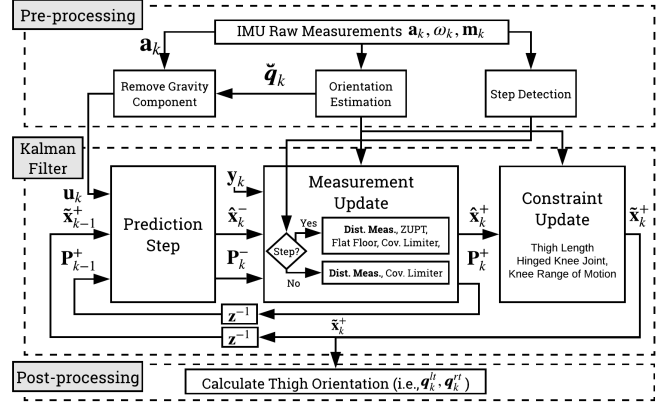 Pre-processing
IMU Raw Measurements a_k, ω_k, m_k
a_k
q̆_k
Remove Gravity
Component
Orientation
Estimation
Step Detection
Kalman
Filter
u_k
x̃⁺_{k−1}
P⁺_{k−1}
Prediction
Step
y_k
x̂⁻_k
P⁻_k
Measurement
Update
Step?
Yes
No
Dist. Meas., ZUPT,
Flat Floor, Cov. Limiter,
Dist. Meas., Cov. Limiter
x̂⁺_k
P⁺_k
Constraint
Update
Thigh Length
Hinged Knee Joint,
Knee Range of Motion
x̃⁺_k
z⁻¹
z⁻¹
x̃⁺_k
Post-processing
Calculate Thigh Orientation (i.e., q^{lt}_k, q^{rt}_k )